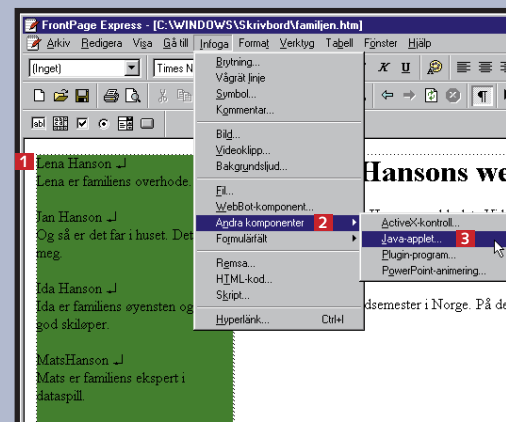 FrontPage Express - [C:\WINDOWS\Skrivbord\familjen.htm]
Arkiv Redigera Visa Gå till Infoga Format Verktyg Tabell Fönster Hjälp
(Inget) Times N
Brytning...
Vågrät linje
Symbol...
Kommentar...
Bild...
Videoklipp...
Bakgrundsljud...
Fil...
WebBot-komponent...
Andra komponenter 2
Formulärfält
Remsa...
HTML-kod...
Skript...
Hyperlänk... Ctrl+I
ActiveX-kontroll...
Java-applet... 3
Plugin-program...
PowerPoint-animering...
1 Lena Hanson ↵
Lena er familiens overhode.
Jan Hanson ↵
Og så er det far i huset. Det
meg.
Ida Hanson ↵
Ida er familiens øyensten og
god skiløper.
MatsHanson ↵
Mats er familiens ekspert i
dataspill.
Hansons we
dsemester i Norge. På de